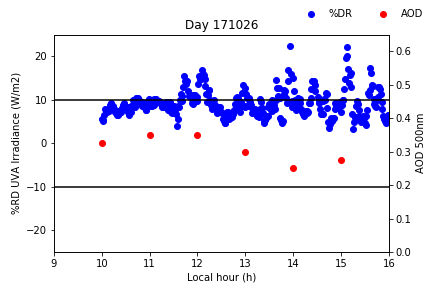 %DR AOD
Day 171026
%RD UVA Irradiance (W/m2)
20
10
0
−10
−20
0.6
0.5
0.4
0.3
0.2
0.1
0.0
AOD 500nm
9 10 11 12 13 14 15 16
Local hour (h)